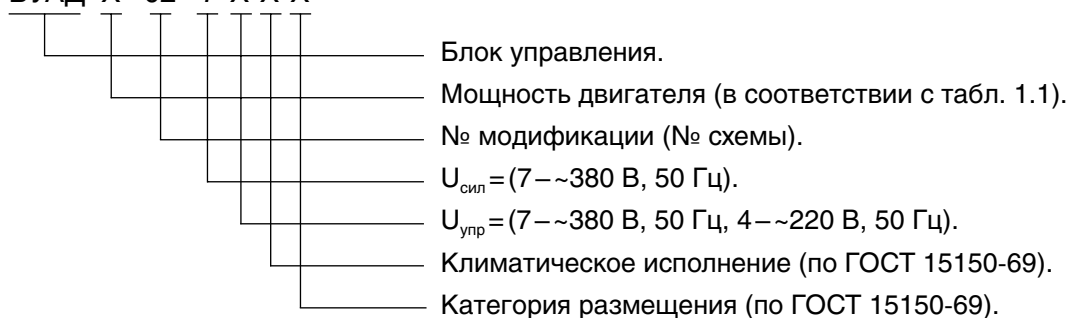 Блок управления.
Мощность двигателя (в соответствии с табл. 1.1).
№ модификации (№ схемы).
Uсил=(7–~380 В, 50 Гц).
Uупр=(7–~380 В, 50 Гц, 4–~220 В, 50 Гц).
Климатическое исполнение (по ГОСТ 15150-69).
Категория размещения (по ГОСТ 15150-69).